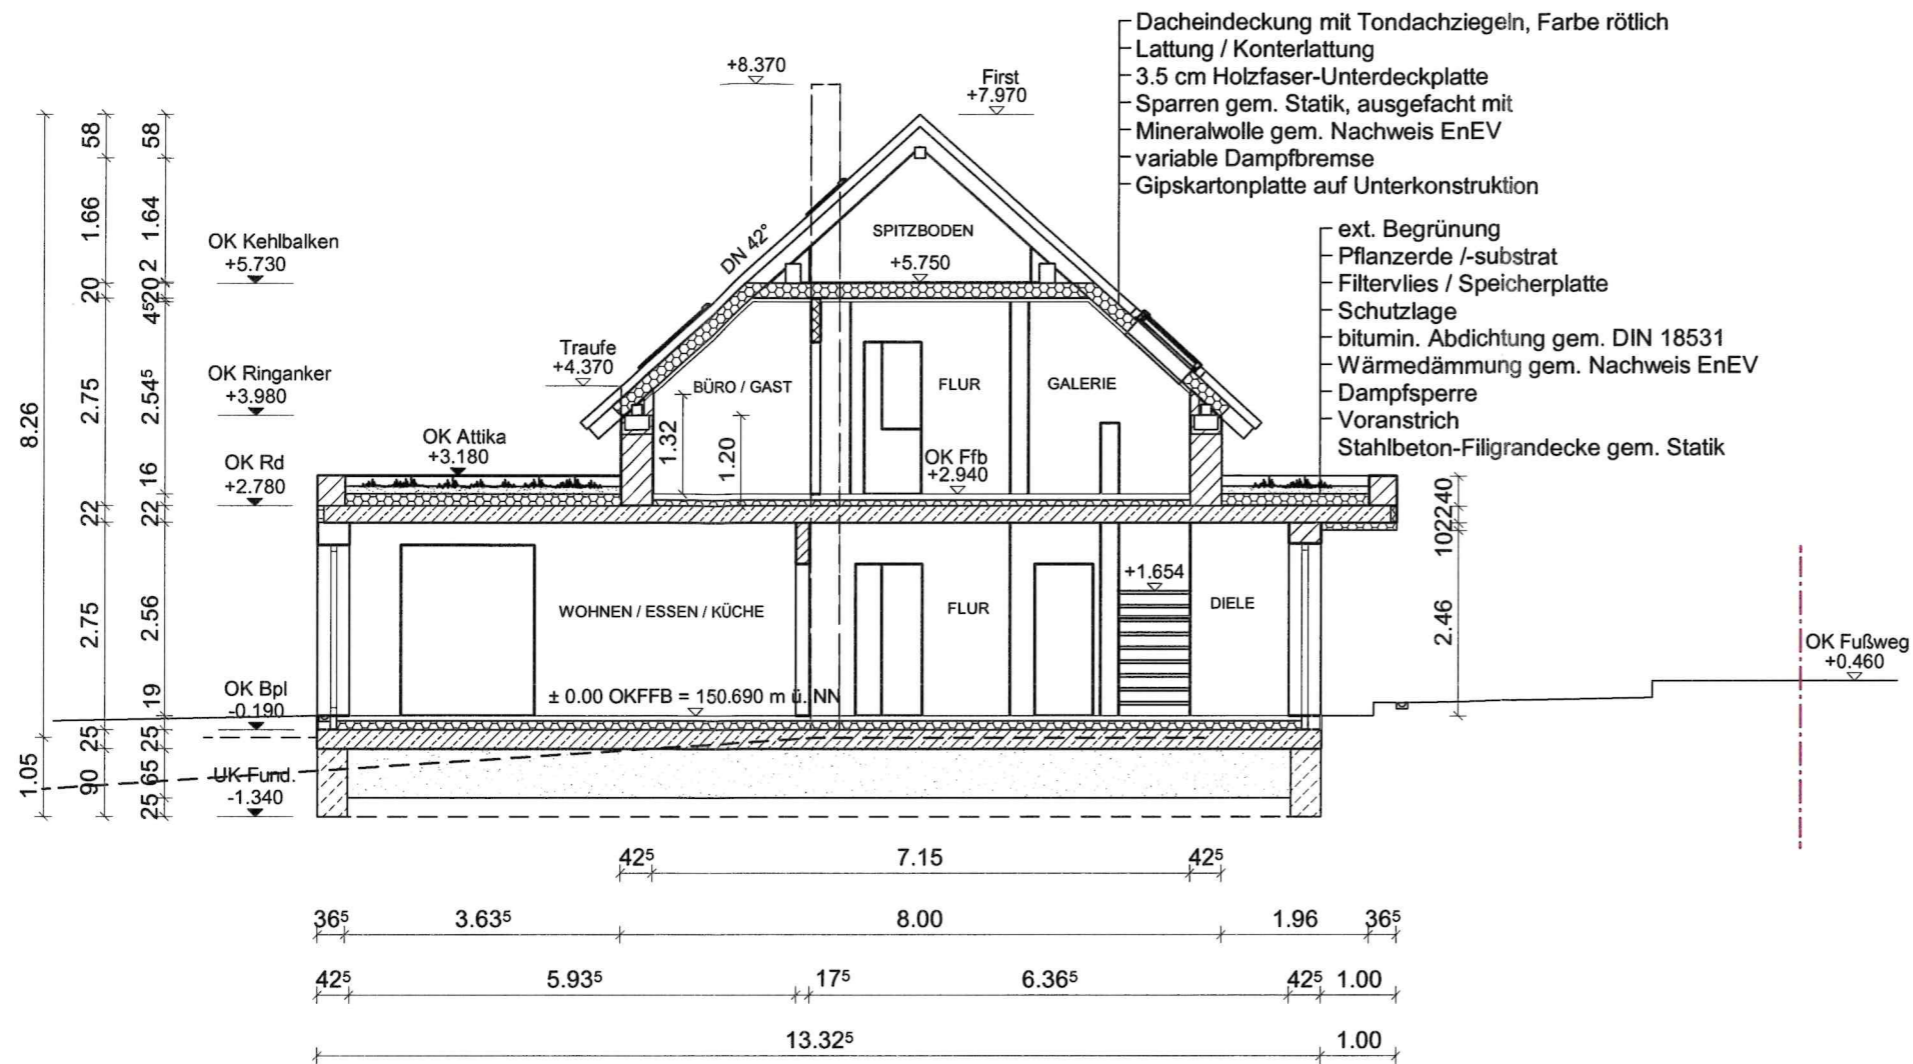 Dacheindeckung mit Tondachziegeln, Farbe rötlich
Lattung / Konterlattung
3.5 cm Holzfaser-Unterdeckplatte
Sparren gem. Statik, ausgefacht mit
Mineralwolle gem. Nachweis EnEV
variable Dampfbremse
Gipskartonplatte auf Unterkonstruktion
ext. Begrünung
Pflanzerde /-substrat
Filtervlies / Speicherplatte
Schutzlage
bitumin. Abdichtung gem. DIN 18531
Wärmedämmung gem. Nachweis EnEV
Dampfsperre
Voranstrich
Stahlbeton-Filigrandecke gem. Statik
+8.370
First
+7.970
DN 42°
SPITZBODEN
+5.750
OK Kehlbalken
+5.730
Traufe
+4.370
OK Ringanker
+3.980
OK Attika
+3.180
OK Rd
+2.780
BÜRO / GAST
FLUR
GALERIE
1.32
1.20
OK Ffb
+2.940
WOHNEN / ESSEN / KÜCHE
FLUR
+1.654
DIELE
± 0.00 OKFFB = 150.690 m ü. NN
OK Bpl
-0.190
UK Fund.
-1.340
OK Fußweg
+0.460
8.26
1.05
58
1.66
20
2.75
22
2.75
25
90
58
1.64
2
20
4⁵
2.54⁵
16
22
2.56
19
25
65
25
40
22
10
2.46
42⁵ 7.15 42⁵
36⁵ 3.63⁵ 8.00 1.96 36⁵
42⁵ 5.93⁵ 17⁵ 6.36⁵ 42⁵ 1.00
13.32⁵ 1.00